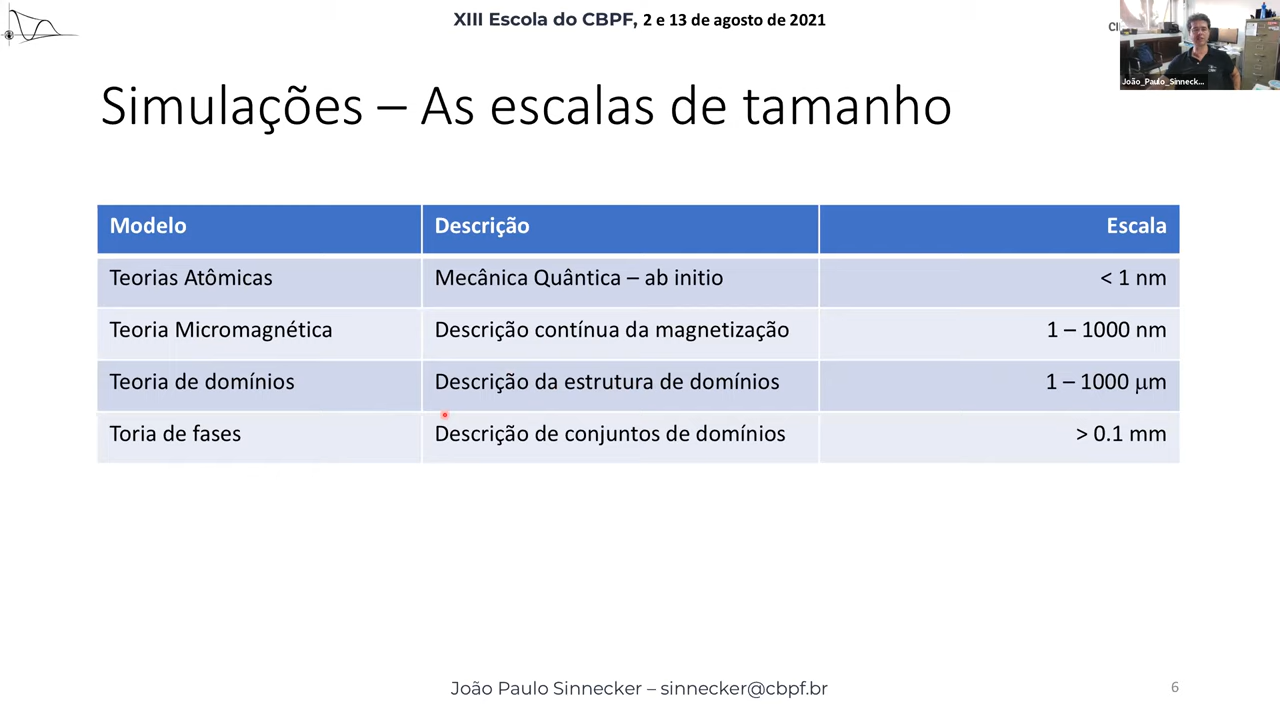 XIII Escola do CBPF, 2 e 13 de agosto de 2021
João_Paulo_Sinneck...
Simulações – As escalas de tamanho
Modelo Descrição Escala
Teorias Atômicas Mecânica Quântica – ab initio < 1 nm
Teoria Micromagnética Descrição contínua da magnetização 1 – 1000 nm
Teoria de domínios Descrição da estrutura de domínios 1 – 1000 μm
Toria de fases Descrição de conjuntos de domínios > 0.1 mm
João Paulo Sinnecker – sinnecker@cbpf.br 6